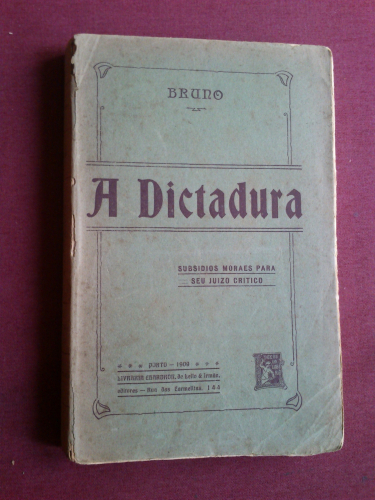 BRUNO
A Dictadura
SUBSIDIOS MORAES PARA
SEU JUIZO CRITICO
PORTO — 1909
LIVRARIA CHARDRON, de Lello & Irmão,
editores — Rua das Carmelitas, 144